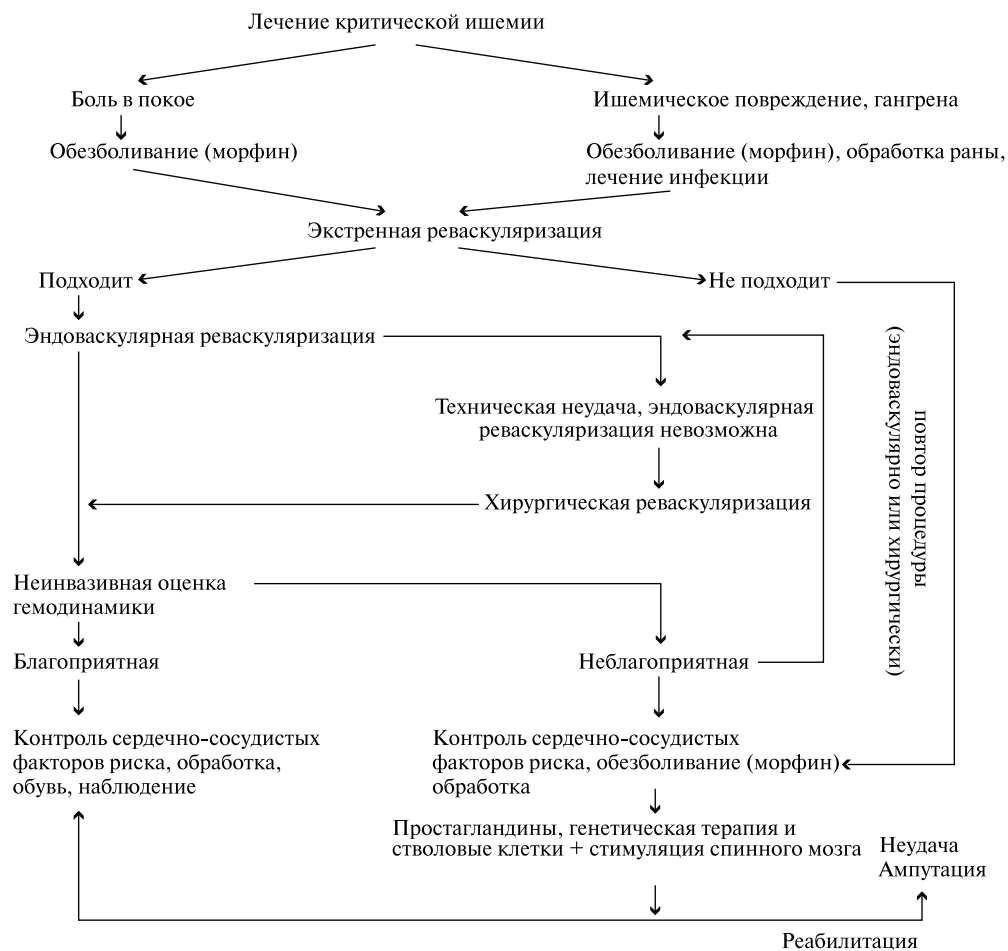 Лечение критической ишемии
Боль в покое
Ишемическое повреждение, гангрена
Обезболивание (морфин)
Обезболивание (морфин), обработка раны,
лечение инфекции
Экстренная реваскуляризация
Подходит
Не подходит
Эндоваскулярная реваскуляризация
повтор процедуры
(эндоваскулярно или хирургически)
Техническая неудача, эндоваскулярная
реваскуляризация невозможна
Хирургическая реваскуляризация
Неинвазивная оценка
гемодинамики
Благоприятная
Неблагоприятная
Контроль сердечно-сосудистых
факторов риска, обработка,
обувь, наблюдение
Контроль сердечно-сосудистых
факторов риска, обезболивание (морфин)
обработка
Простагландины, генетическая терапия и
стволовые клетки + стимуляция спинного мозга
Неудача
Ампутация
Реабилитация